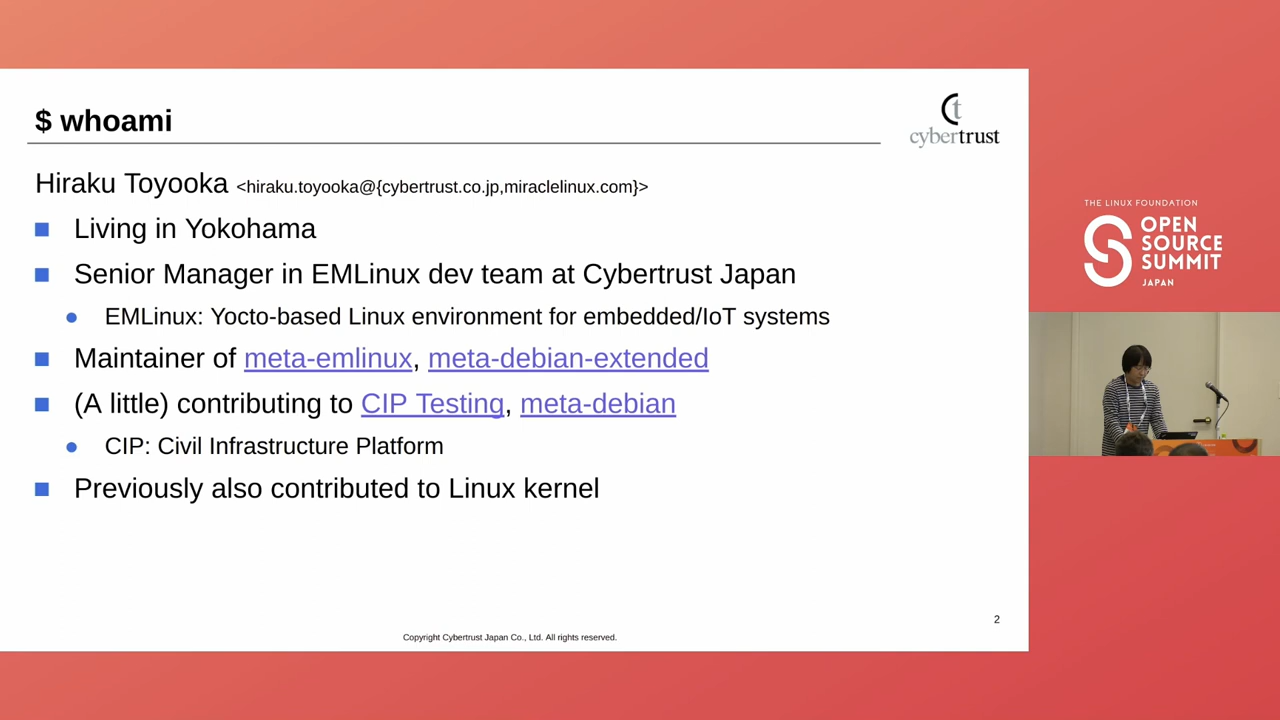 $ whoami
cybertrust
Hiraku Toyooka <hiraku.toyooka@{cybertrust.co.jp,miraclelinux.com}>
Living in Yokohama
Senior Manager in EMLinux dev team at Cybertrust Japan
EMLinux: Yocto-based Linux environment for embedded/IoT systems
Maintainer of meta-emlinux, meta-debian-extended
(A little) contributing to CIP Testing, meta-debian
CIP: Civil Infrastructure Platform
Previously also contributed to Linux kernel
2
Copyright Cybertrust Japan Co., Ltd. All rights reserved.
THE LINUX FOUNDATION
OPEN
SOURCE
SUMMIT
JAPAN